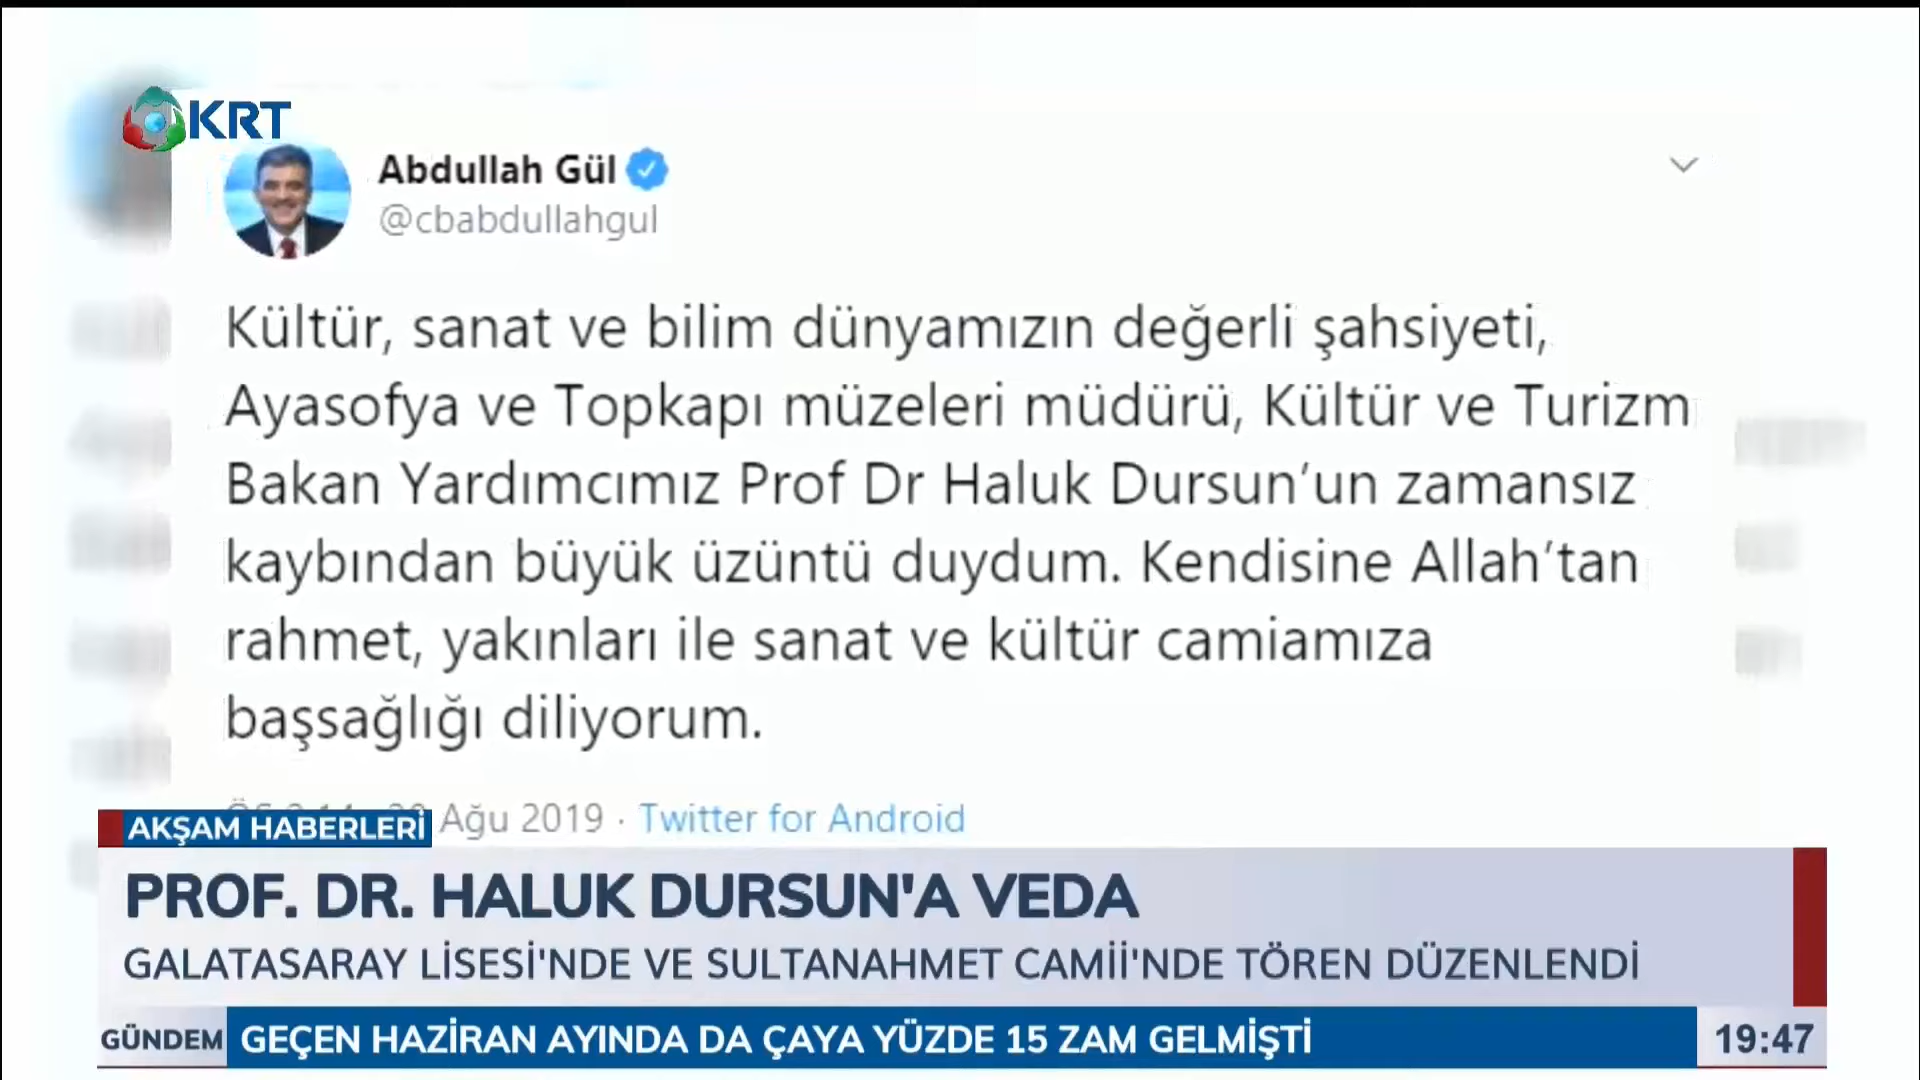 KRT
Abdullah Gül
@cbabdullahgul
Kültür, sanat ve bilim dünyamızın değerli şahsiyeti,
Ayasofya ve Topkapı müzeleri müdürü, Kültür ve Turizm
Bakan Yardımcımız Prof Dr Haluk Dursun’un zamansız
kaybından büyük üzüntü duydum. Kendisine Allah’tan
rahmet, yakınları ile sanat ve kültür camiamıza
başsağlığı diliyorum.
Ağu 2019 · Twitter for Android
AKŞAM HABERLERİ
PROF. DR. HALUK DURSUN'A VEDA
GALATASARAY LİSESİ'NDE VE SULTANAHMET CAMİİ'NDE TÖREN DÜZENLENDİ
GÜNDEM GEÇEN HAZİRAN AYINDA DA ÇAYA YÜZDE 15 ZAM GELMİŞTİ 19:47